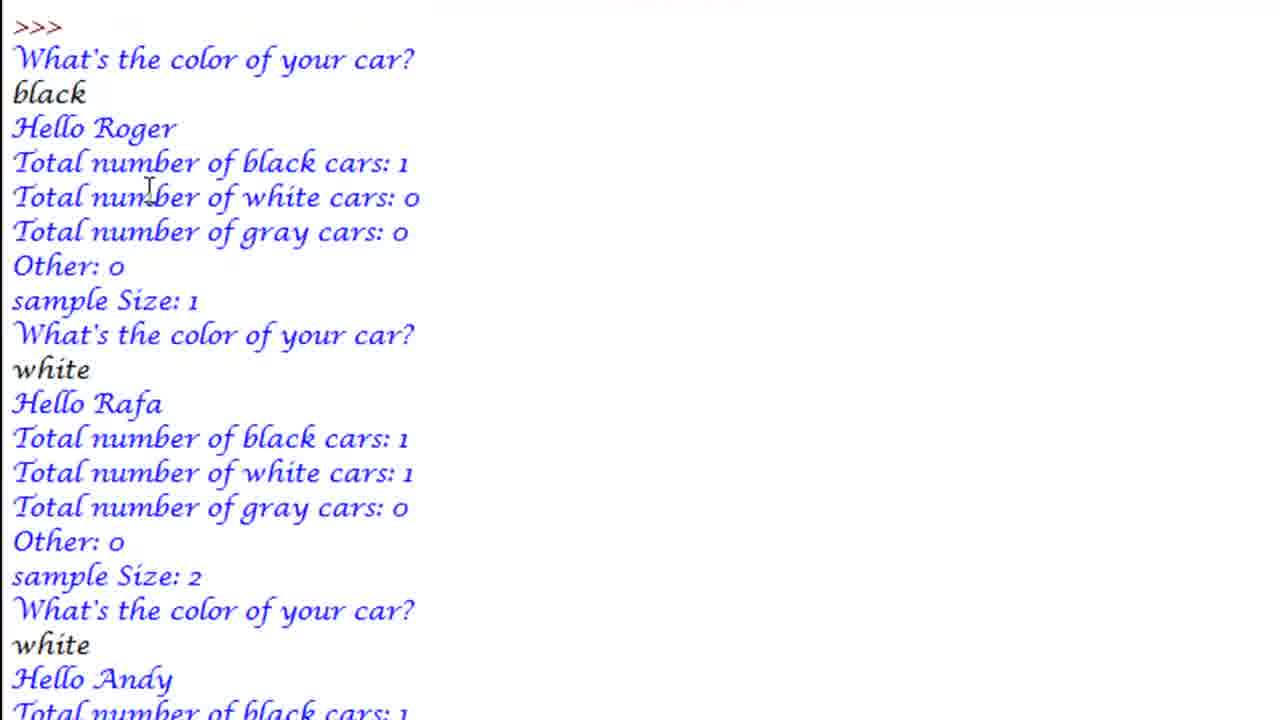 >>>
What's the color of your car?
black
Hello Roger
Total number of black cars: 1
Total number of white cars: 0
Total number of gray cars: 0
Other: 0
sample Size: 1
What's the color of your car?
white
Hello Rafa
Total number of black cars: 1
Total number of white cars: 1
Total number of gray cars: 0
Other: 0
sample Size: 2
What's the color of your car?
white
Hello Andy
Total number of black cars: 1